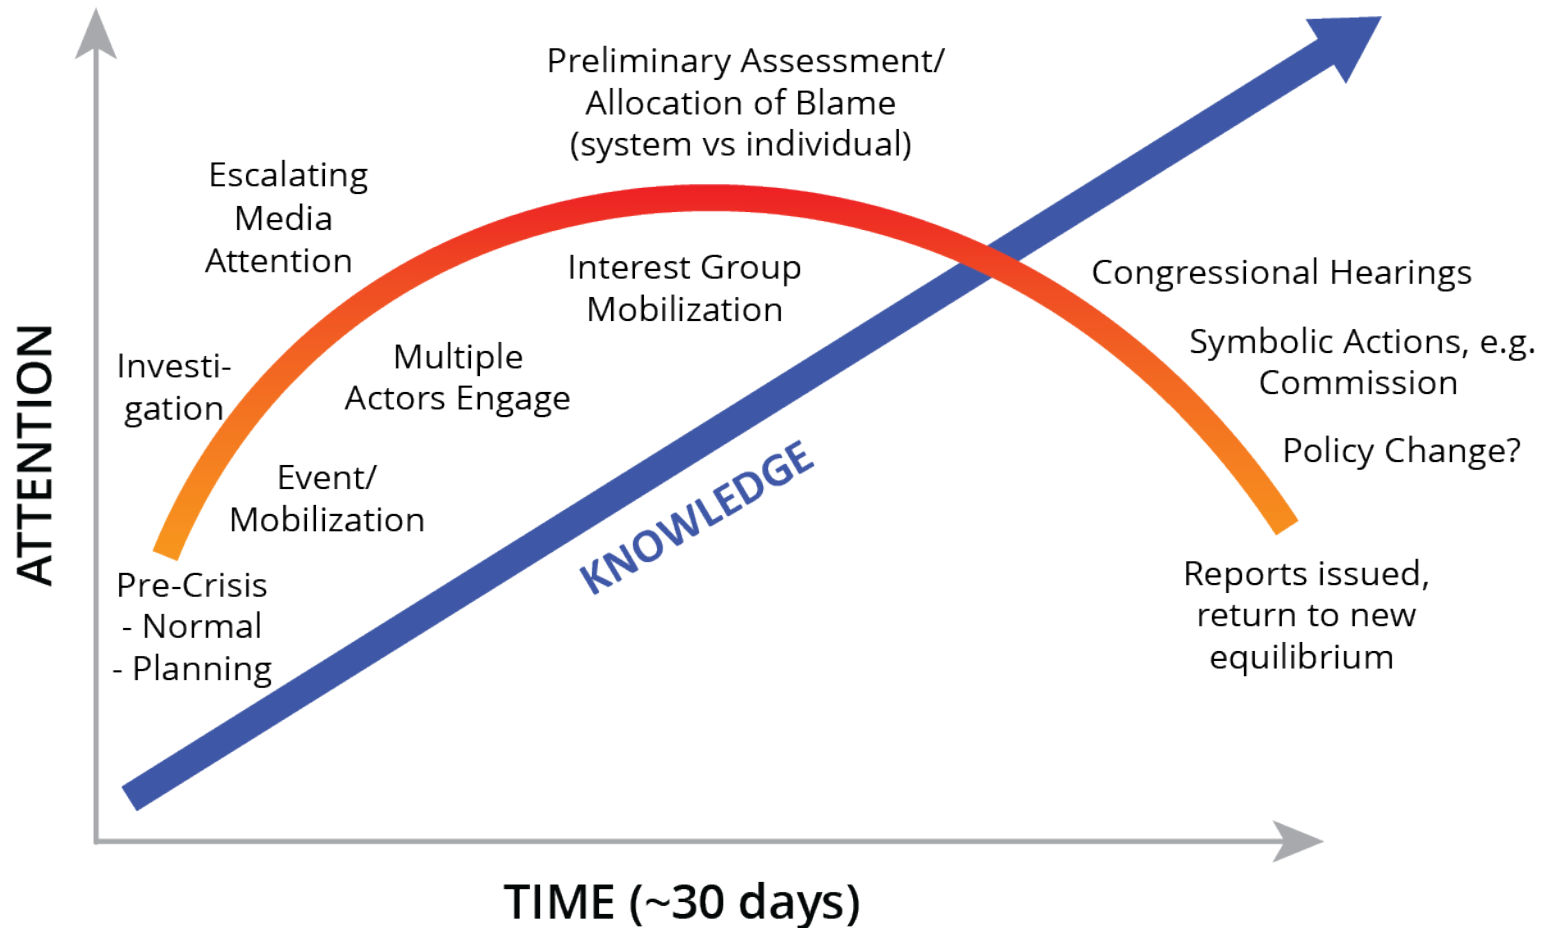 Preliminary Assessment/
Allocation of Blame
(system vs individual)
Escalating
Media
Attention
Interest Group
Mobilization
Congressional Hearings
Symbolic Actions, e.g.
Commission
Investi-
gation
Multiple
Actors Engage
Policy Change?
Event/
Mobilization
KNOWLEDGE
ATTENTION
Pre-Crisis
- Normal
- Planning
Reports issued,
return to new
equilibrium
TIME (~30 days)